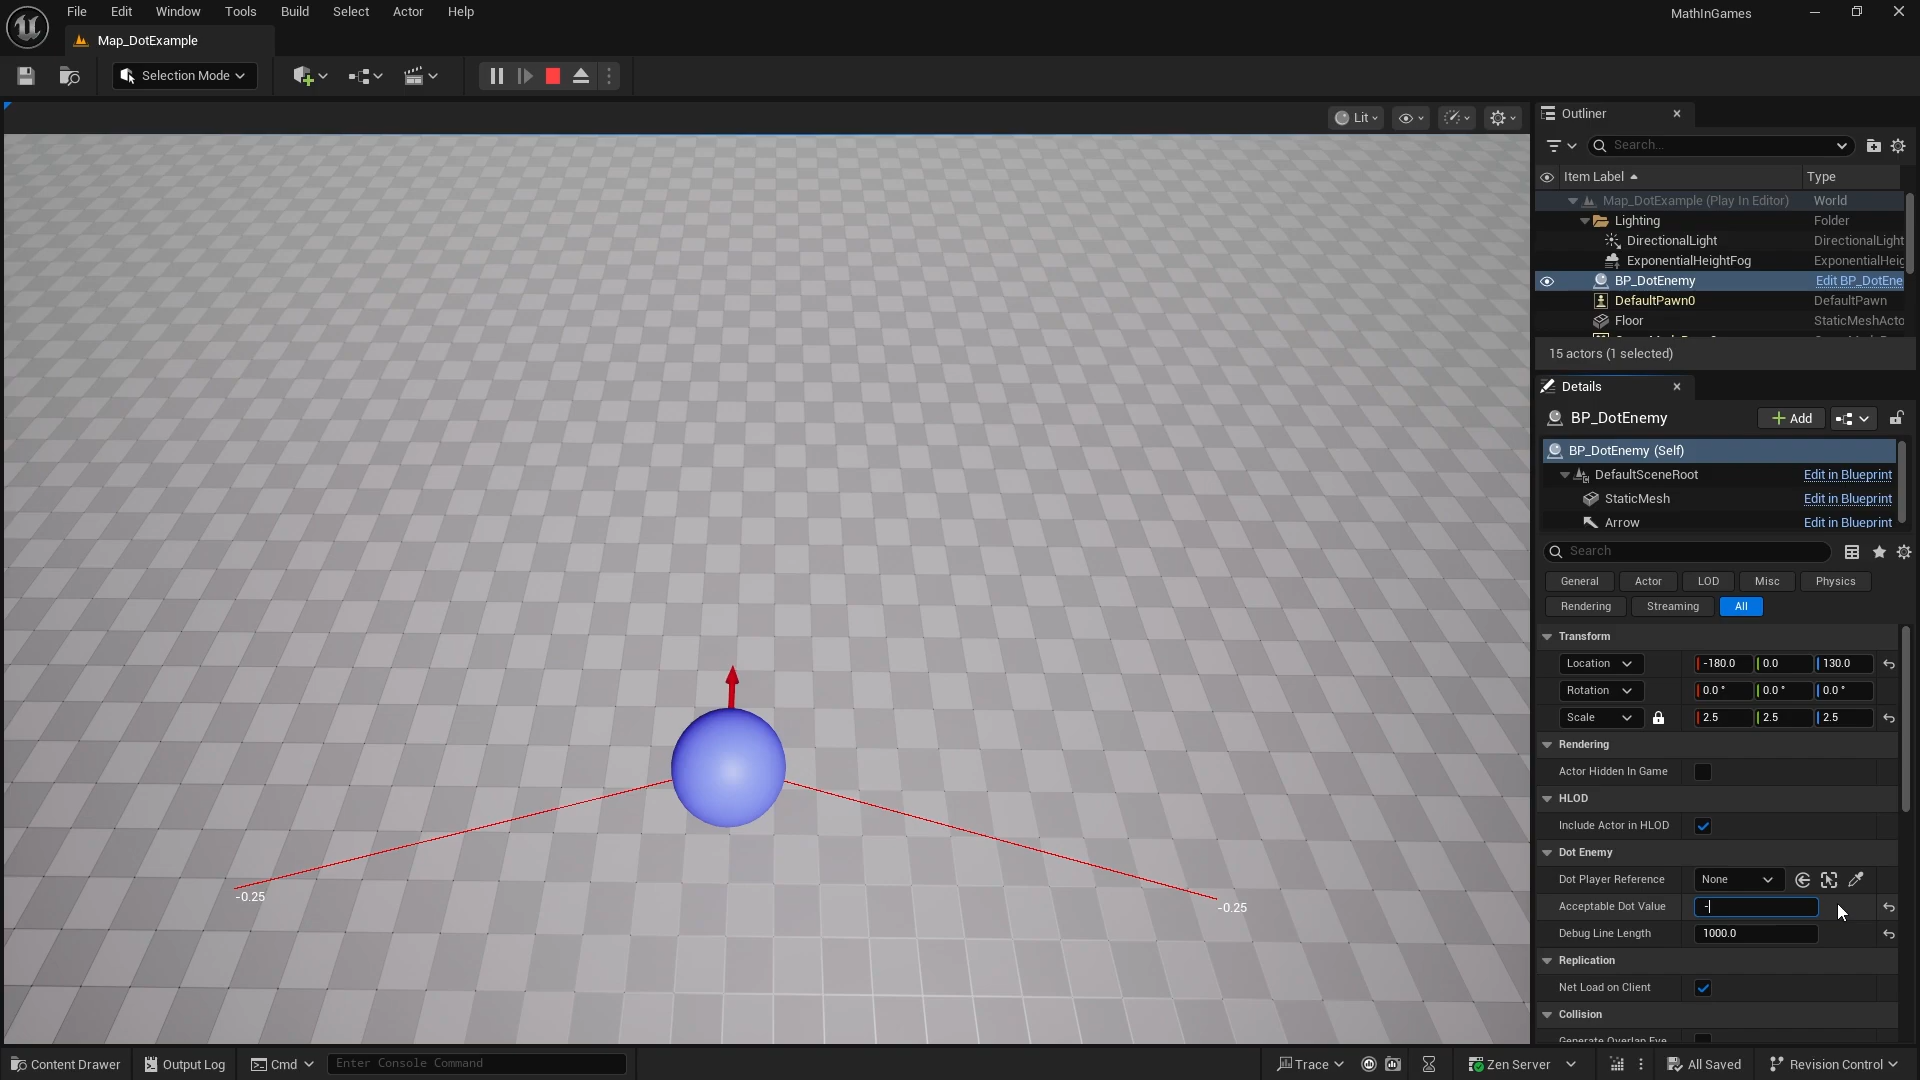 File Edit Window Tools Build Select Actor Help
MathInGames
Map_DotExample
Selection Mode
Lit
Outliner
Search...
Item Label Type
Map_DotExample (Play In Editor) World
Lighting Folder
DirectionalLight DirectionalLight
ExponentialHeightFog ExponentialHeig
BP_DotEnemy Edit BP_DotEne
DefaultPawn0 DefaultPawn
Floor StaticMeshActo
15 actors (1 selected)
Details
BP_DotEnemy Add
BP_DotEnemy (Self)
DefaultSceneRoot Edit in Blueprint
StaticMesh Edit in Blueprint
Arrow Edit in Blueprint
Search
General Actor LOD Misc Physics
Rendering Streaming All
Transform
Location -180.0 0.0 130.0
Rotation 0.0 ° 0.0 ° 0.0 °
Scale 2.5 2.5 2.5
Rendering
Actor Hidden In Game
HLOD
Include Actor in HLOD
Dot Enemy
Dot Player Reference None
Acceptable Dot Value -
Debug Line Length 1000.0
Replication
Net Load on Client
Collision
-0.25
-0.25
Content Drawer Output Log Cmd Enter Console Command Trace Zen Server All Saved Revision Control